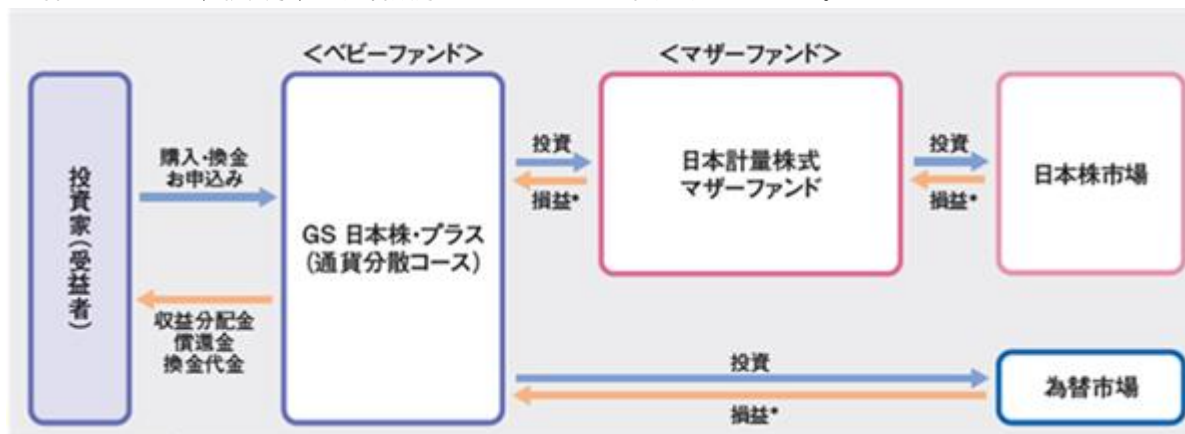 <ベビーファンド>
<マザーファンド>
投資家(受益者)
購入・換金
お申込み
収益分配金
償還金
換金代金
GS 日本株・プラス
(通貨分散コース)
投資
損益*
日本計量株式
マザーファンド
投資
損益*
日本株市場
投資
損益*
為替市場